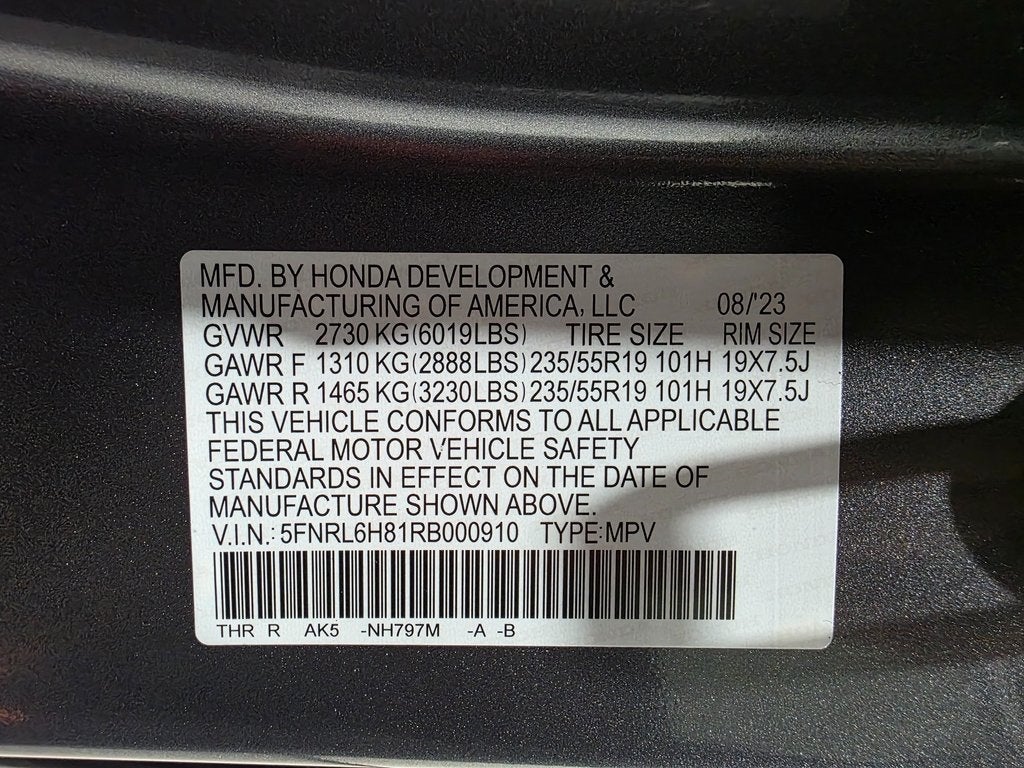 MFD. BY HONDA DEVELOPMENT &
MANUFACTURING OF AMERICA, LLC 08/'23
GVWR 2730 KG(6019LBS) TIRE SIZE RIM SIZE
GAWR F 1310 KG(2888LBS) 235/55R19 101H 19X7.5J
GAWR R 1465 KG(3230LBS) 235/55R19 101H 19X7.5J
THIS VEHICLE CONFORMS TO ALL APPLICABLE
FEDERAL MOTOR VEHICLE SAFETY
STANDARDS IN EFFECT ON THE DATE OF
MANUFACTURE SHOWN ABOVE.
V.I.N.: 5FNRL6H81RB000910 TYPE:MPV
THR R AK5 -NH797M -A -B